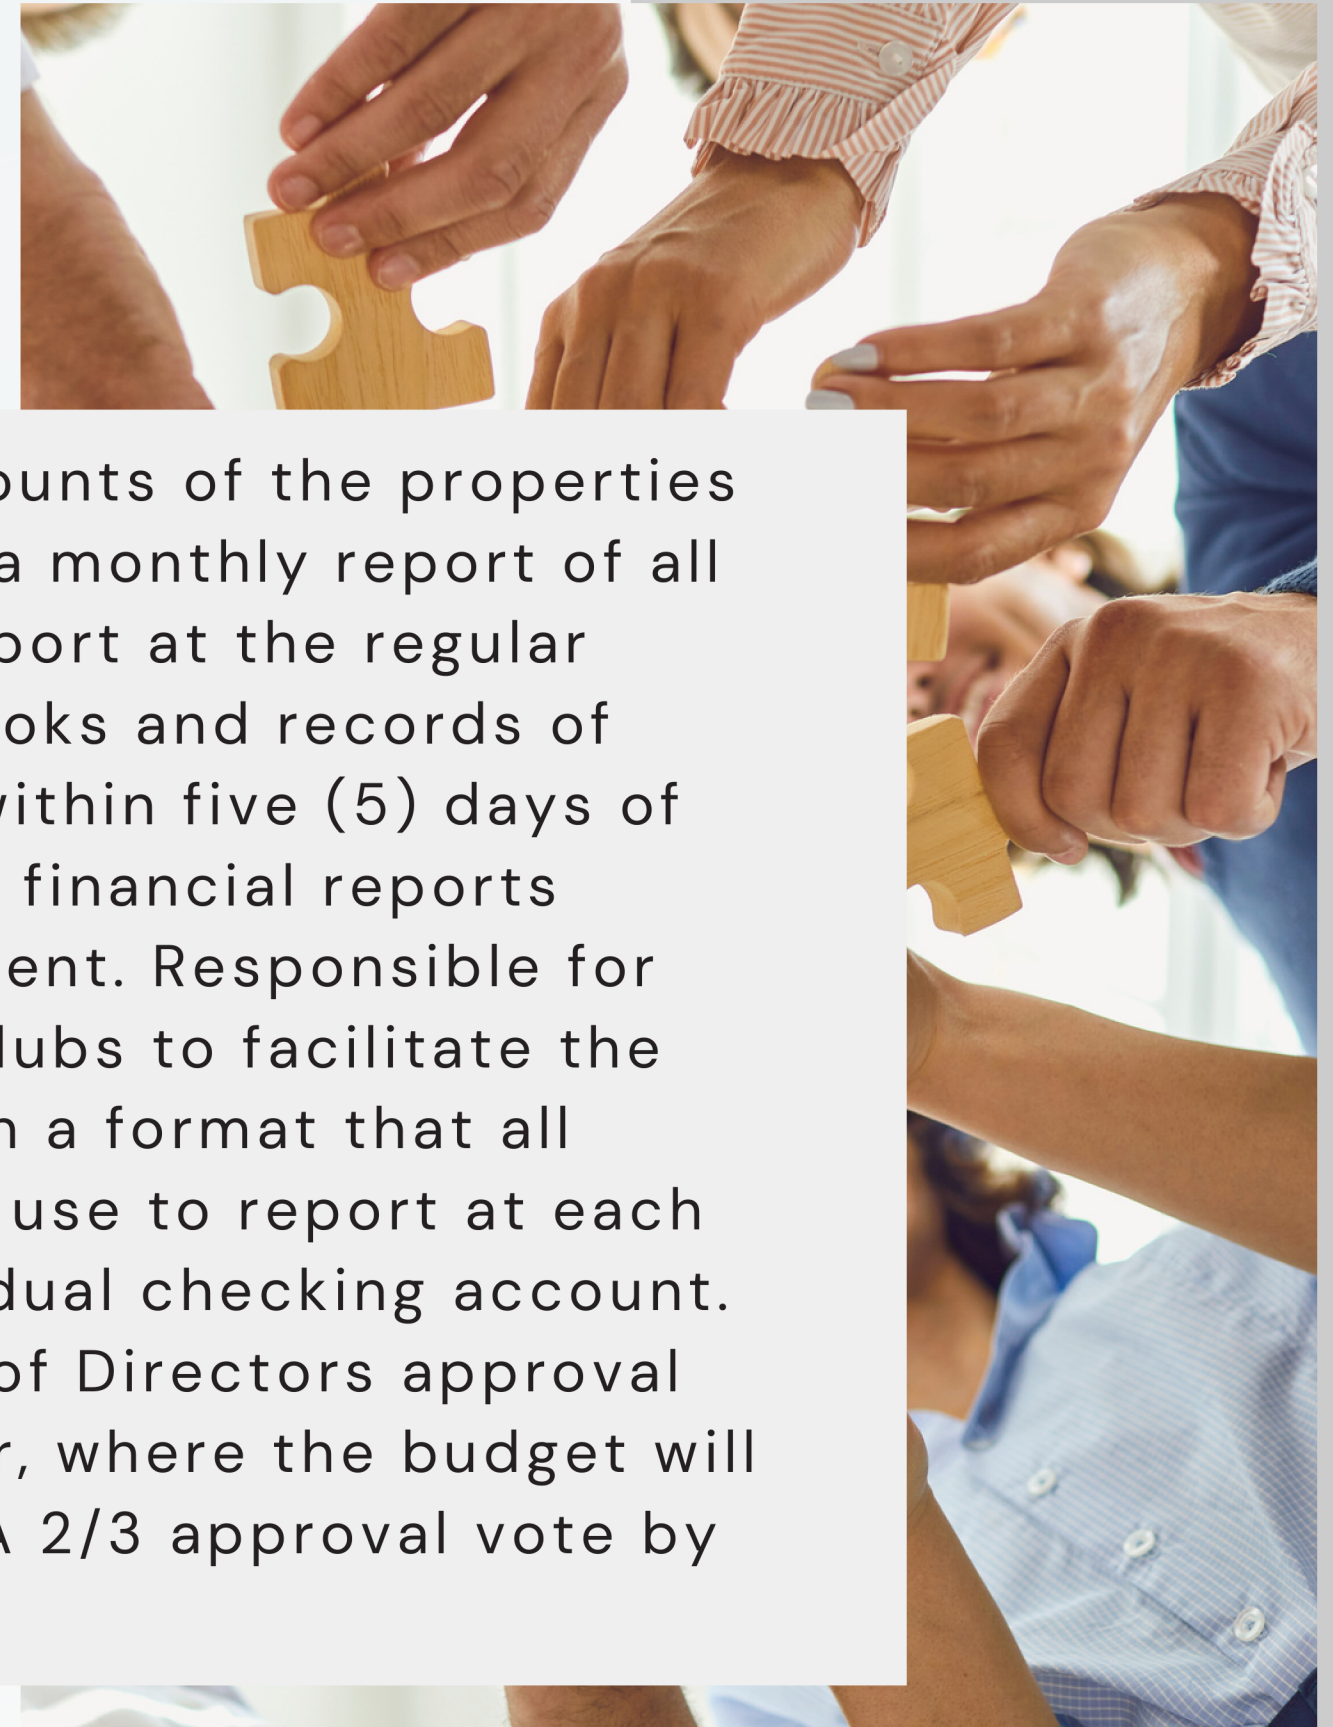 ounts of the properties
a monthly report of all
port at the regular
oks and records of
within five (5) days of
financial reports
ent. Responsible for
lubs to facilitate the
n a format that all
use to report at each
dual checking account.
of Directors approval
r, where the budget will
A 2/3 approval vote by